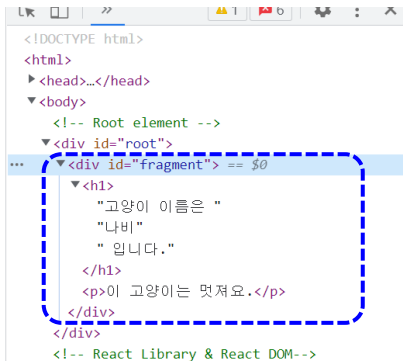 » 1 6
<!DOCTYPE html>
<html>
<head>…</head>
<body>
<!-- Root element -->
<div id="root">
<div id="fragment"> == $0
<h1>
"고양이 이름은 "
"나비"
" 입니다."
</h1>
<p>이 고양이는 멋져요.</p>
</div>
</div>
<!-- React Library & React DOM-->